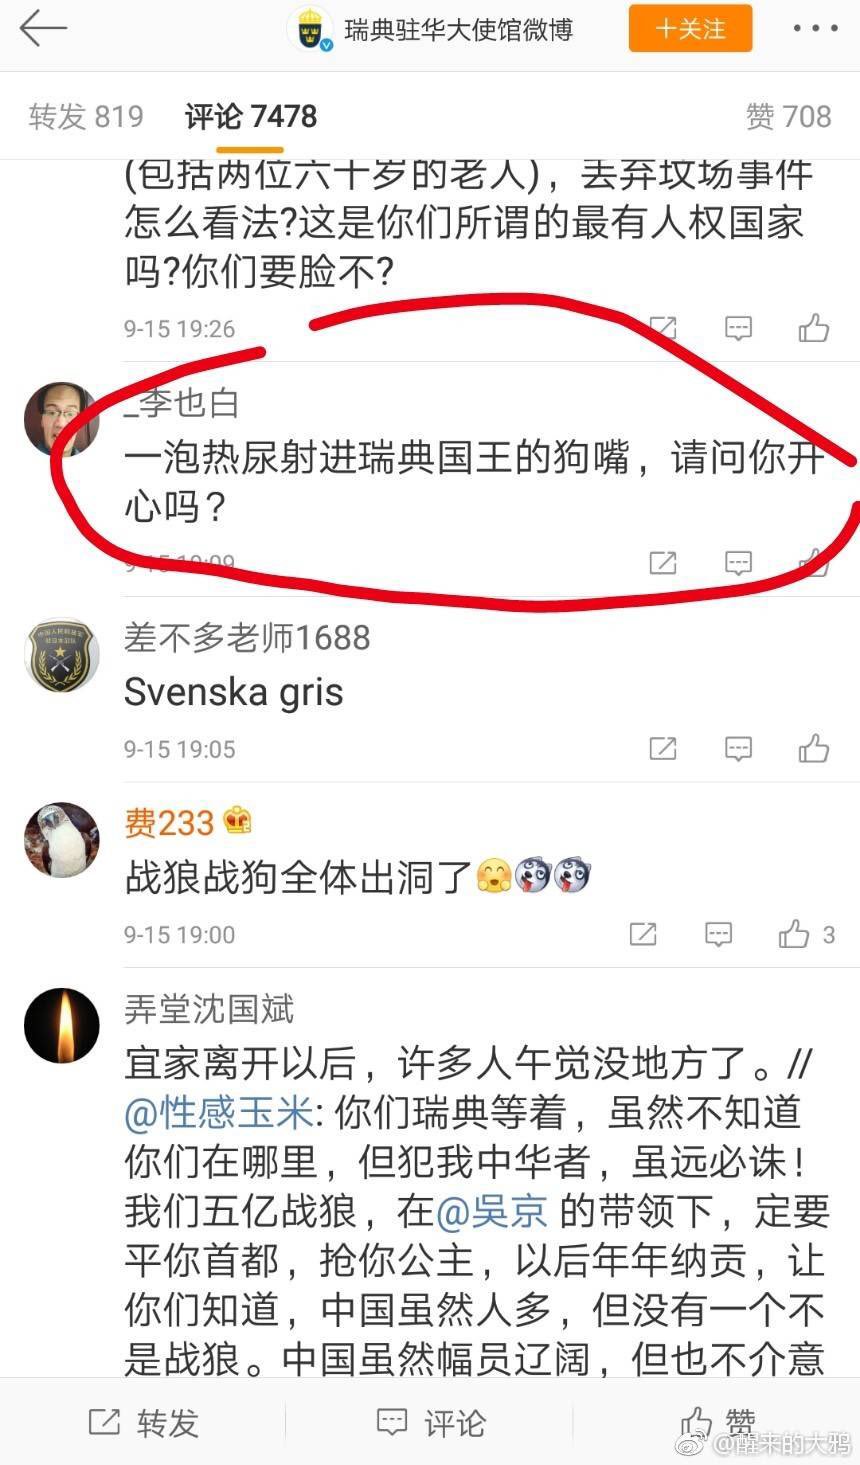 瑞典驻华大使馆微博
十关注
转发 819
评论 7478
赞 708
(包括两位六十岁的老人)，丢弃坟场事件
怎么看法?这是你们所谓的最有人权国家
吗?你们要脸不?
9-15 19:26
_李也白
一泡热尿射进瑞典国王的狗嘴，请问你开
心吗？
9-15 19:09
差不多老师1688
Svenska gris
9-15 19:05
费233
战狼战狗全体出洞了
9-15 19:00
3
弄堂沈国斌
宜家离开以后，许多人午觉没地方了。//
@性感玉米: 你们瑞典等着，虽然不知道
你们在哪里，但犯我中华者，虽远必诛！
我们五亿战狼，在@吳京 的带领下，定要
平你首都，抢你公主，以后年年纳贡，让
你们知道，中国虽然人多，但没有一个不
是战狼。中国虽然幅员辽阔，但也不介意
转发
评论
赞
@醒来的大鸦